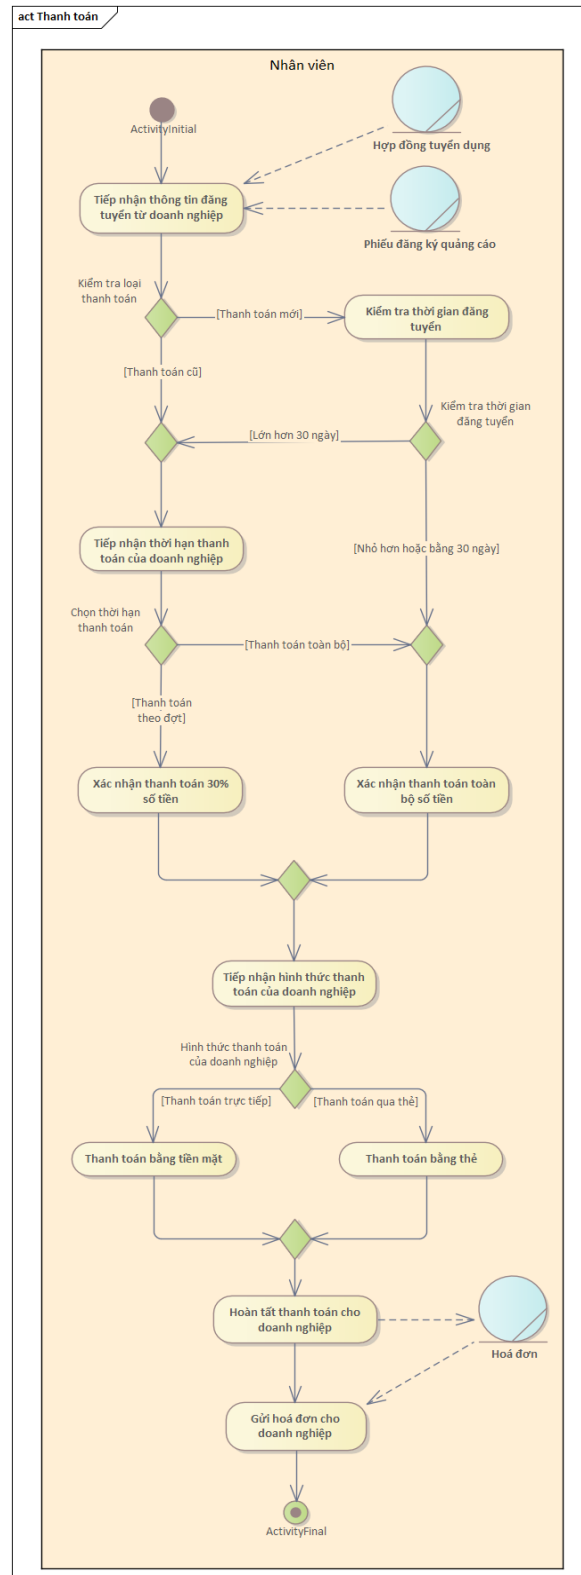 act Thanh toán
Nhân viên
ActivityInitial
Hợp đồng tuyển dụng
Tiếp nhận thông tin đăng
tuyển từ doanh nghiệp
Phiếu đăng ký quảng cáo
Kiểm tra loại
thanh toán
[Thanh toán mới]
Kiểm tra thời gian đăng
tuyển
[Thanh toán cũ]
Kiểm tra thời gian
đăng tuyển
[Lớn hơn 30 ngày]
Tiếp nhận thời hạn thanh
toán của doanh nghiệp
[Nhỏ hơn hoặc bằng 30 ngày]
Chọn thời hạn
thanh toán
[Thanh toán toàn bộ]
[Thanh toán
theo đợt]
Xác nhận thanh toán 30%
số tiền
Xác nhận thanh toán toàn
bộ số tiền
Tiếp nhận hình thức thanh
toán của doanh nghiệp
Hình thức thanh toán
của doanh nghiệp
[Thanh toán trực tiếp]
[Thanh toán qua thẻ]
Thanh toán bằng tiền mặt
Thanh toán bằng thẻ
Hoàn tất thanh toán cho
doanh nghiệp
Hoá đơn
Gửi hoá đơn cho
doanh nghiệp
ActivityFinal